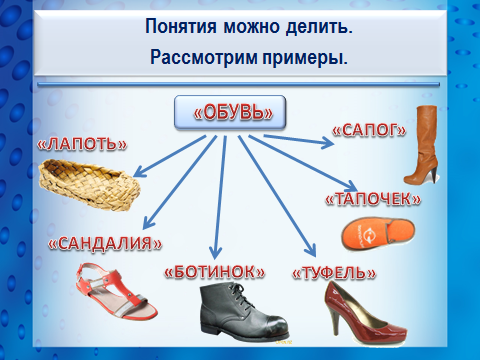 Понятия можно делить.
Рассмотрим примеры.
«ОБУВЬ»
«САПОГ»
«ЛАПОТЬ»
«ТАПОЧЕК»
«САНДАЛИЯ»
«БОТИНОК»
«ТУФЕЛЬ»